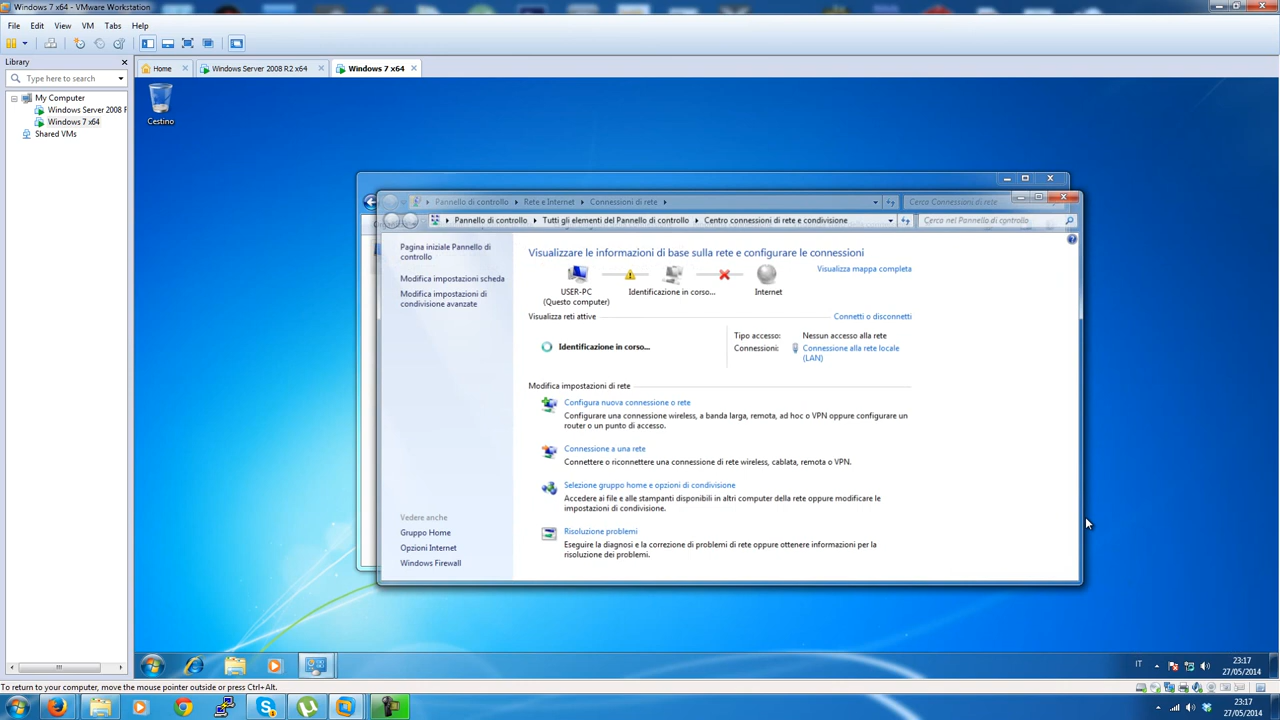 Windows 7 x64 - VMware Workstation
File Edit View VM Tabs Help
Library
Type here to search
My Computer
Windows Server 2008 F
Windows 7 x64
Shared VMs
Home
Windows Server 2008 R2 x64
Windows 7 x64
Cestino
Pannello di controllo
Rete e Internet
Connessioni di rete
Cerca Connessioni di rete
Pannello di controllo
Tutti gli elementi del Pannello di controllo
Centro connessioni di rete e condivisione
Cerca nel Pannello di controllo
Pagina iniziale Pannello di
controllo
Modifica impostazioni scheda
Modifica impostazioni di
condivisione avanzate
Vedere anche
Gruppo Home
Opzioni Internet
Windows Firewall
Visualizzare le informazioni di base sulla rete e configurare le connessioni
Visualizza mappa completa
USER-PC
(Questo computer)
Identificazione in corso...
Internet
Visualizza reti attive
Connetti o disconnetti
Identificazione in corso...
Tipo accesso: Nessun accesso alla rete
Connessioni: Connessione alla rete locale
(LAN)
Modifica impostazioni di rete
Configura nuova connessione o rete
Configurare una connessione wireless, a banda larga, remota, ad hoc o VPN oppure configurare un
router o un punto di accesso.
Connessione a una rete
Connettere o riconnettere una connessione di rete wireless, cablata, remota o VPN.
Selezione gruppo home e opzioni di condivisione
Accedere ai file e alle stampanti disponibili in altri computer della rete oppure modificare le
impostazioni di condivisione.
Risoluzione problemi
Eseguire la diagnosi e la correzione di problemi di rete oppure ottenere informazioni per la
risoluzione dei problemi.
IT
23:17
27/05/2014
To return to your computer, move the mouse pointer outside or press Ctrl+Alt.
23:17
27/05/2014